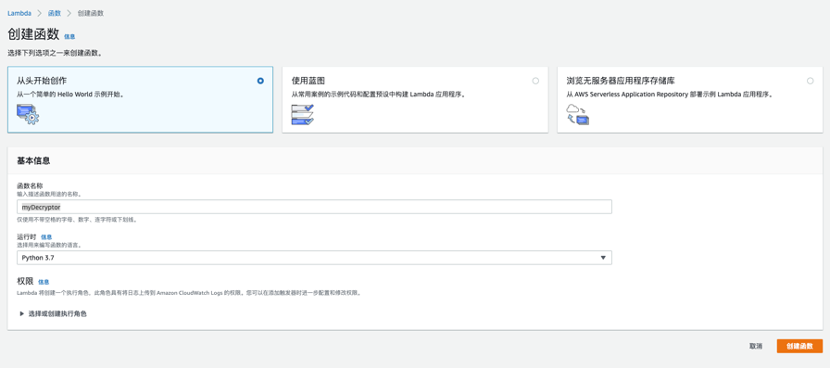 Lambda > 函数 > 创建函数
创建函数 信息
选择下列选项之一来创建函数。
从头开始创作
从一个简单的 Hello World 示例开始。
使用蓝图
从常用案例的示例代码和配置预设中构建 Lambda 应用程序。
浏览无服务器应用程序存储库
从 AWS Serverless Application Repository 部署示例 Lambda 应用程序。
基本信息
函数名称
输入描述函数用途的名称。
myDecryptor
仅使用不带空格的字母、数字、连字符或下划线。
运行时 信息
选择用来编写函数的语言。
Python 3.7
权限 信息
Lambda 将创建一个执行角色，此角色具有将日志上传到 Amazon CloudWatch Logs 的权限。您可以在添加触发器时进一步配置和修改权限。
选择或创建执行角色
取消
创建函数